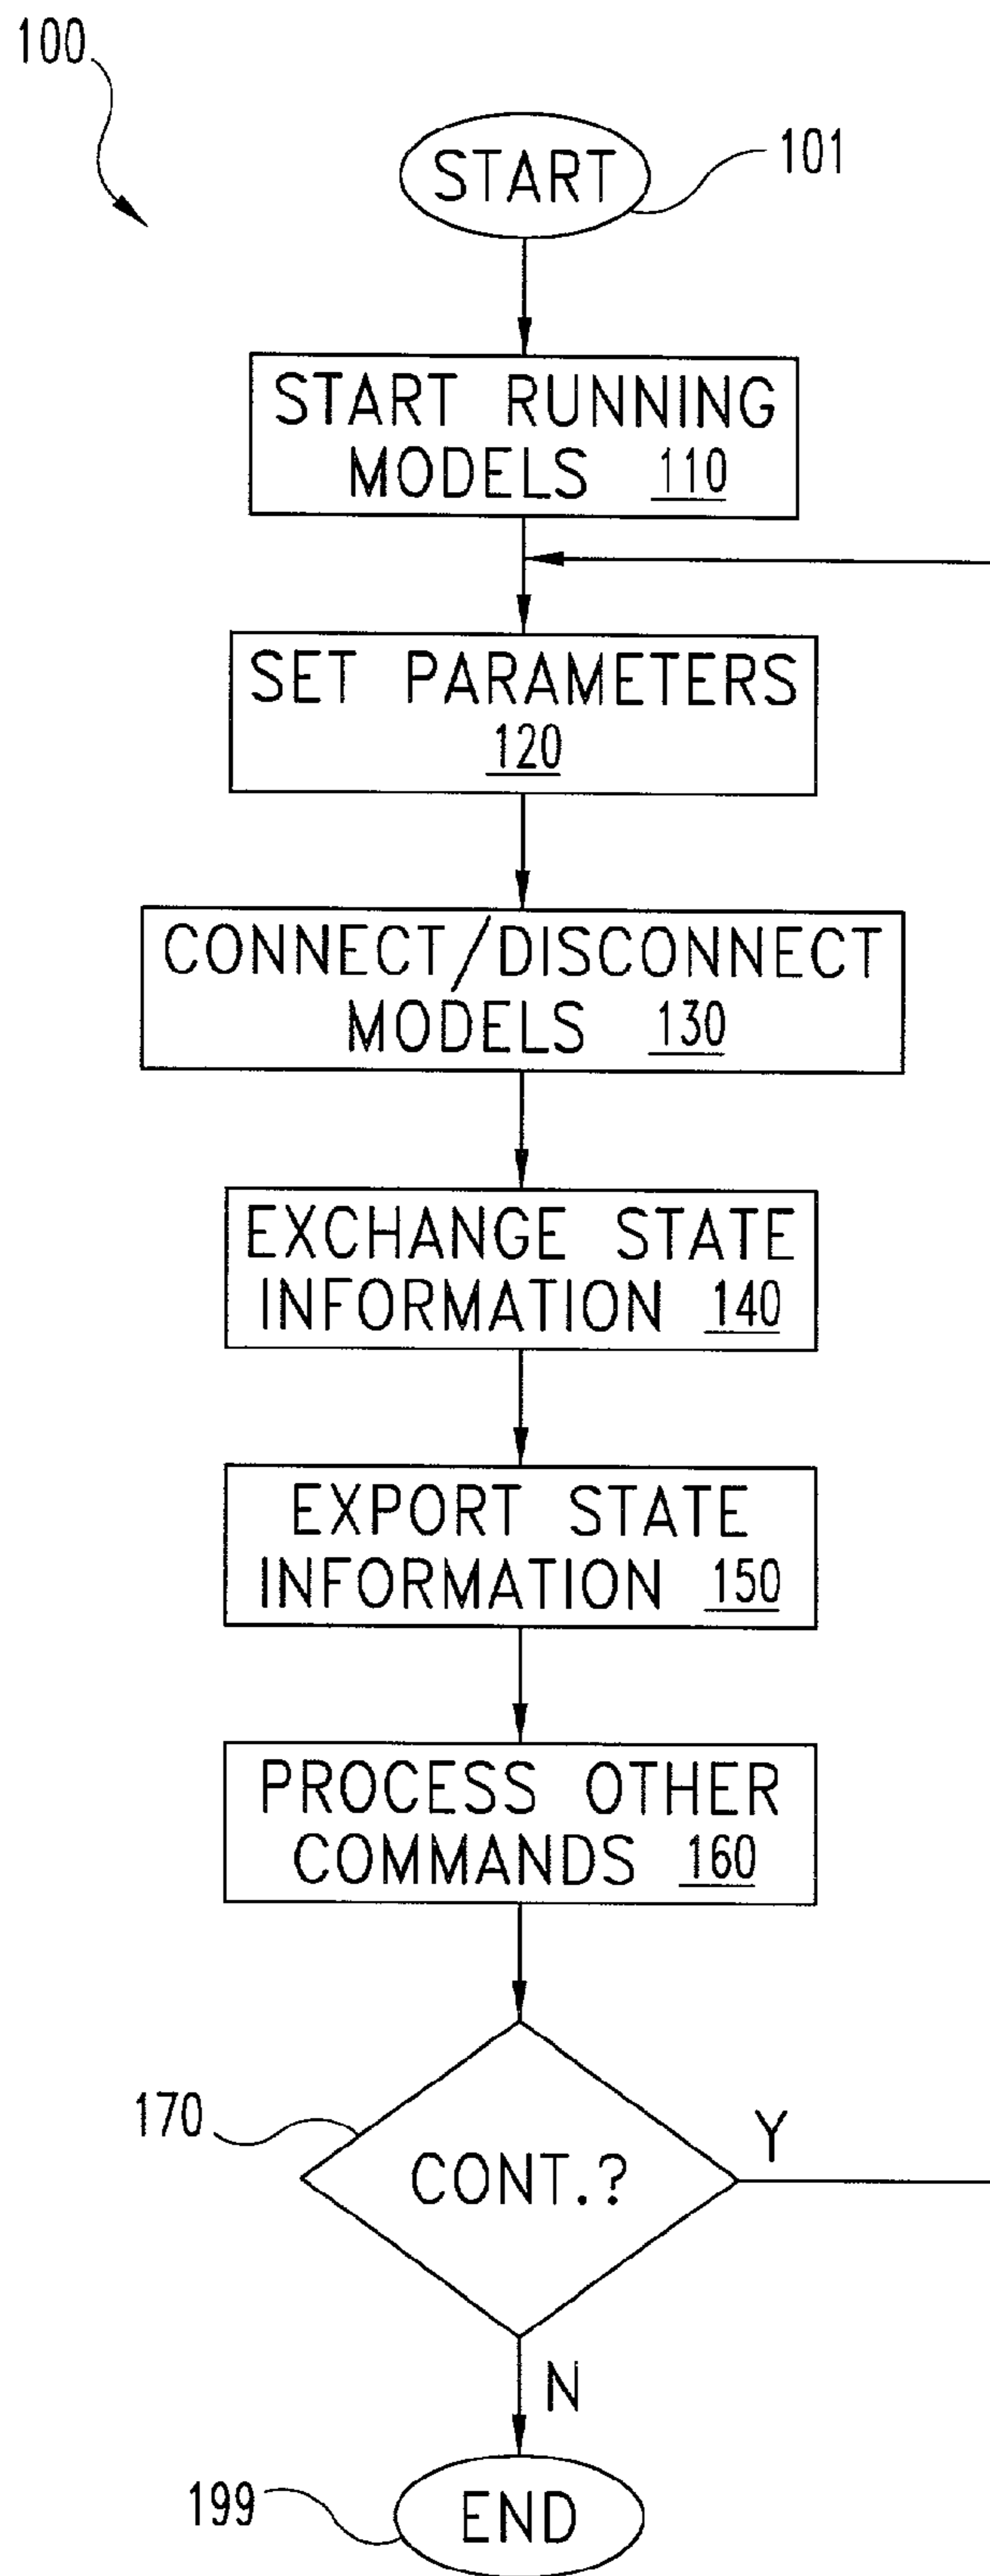 100
START
101
START RUNNING
MODELS 110
SET PARAMETERS
120
CONNECT/DISCONNECT
MODELS 130
EXCHANGE STATE
INFORMATION 140
EXPORT STATE
INFORMATION 150
PROCESS OTHER
COMMANDS 160
170
CONT.?
Y
N
199
END